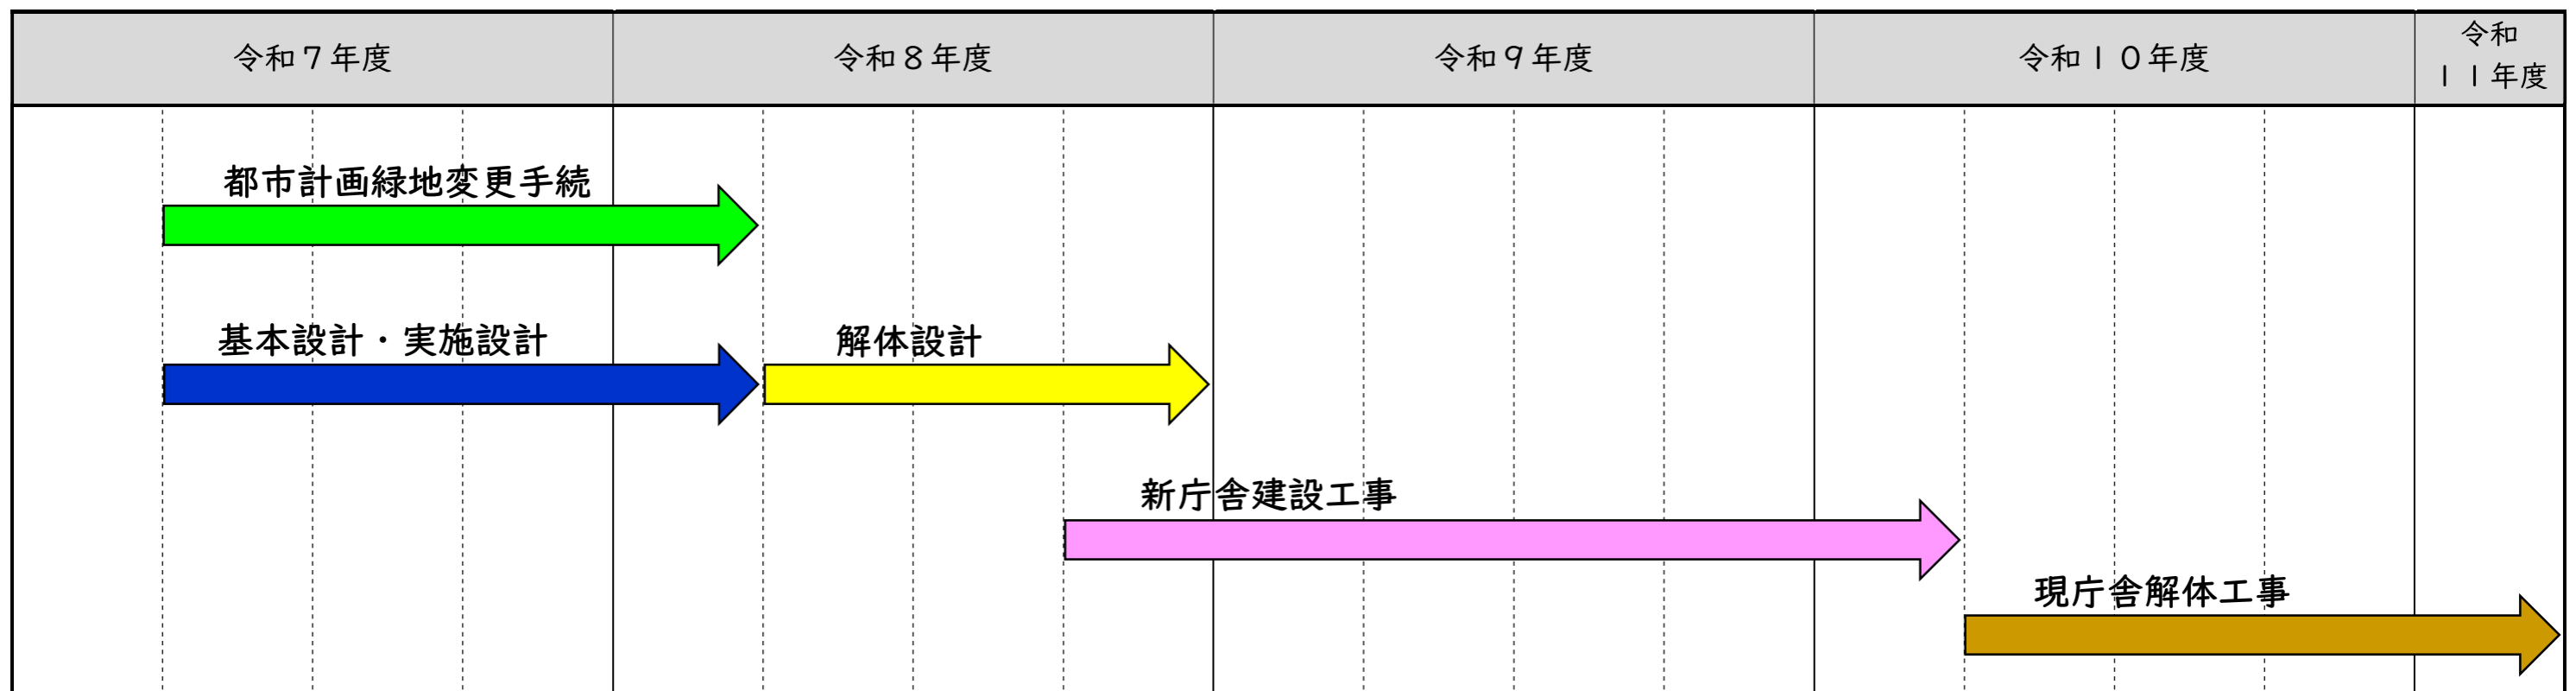 令和７年度
令和８年度
令和９年度
令和１０年度
令和
１１年度
都市計画緑地変更手続
基本設計・実施設計
解体設計
新庁舎建設工事
現庁舎解体工事